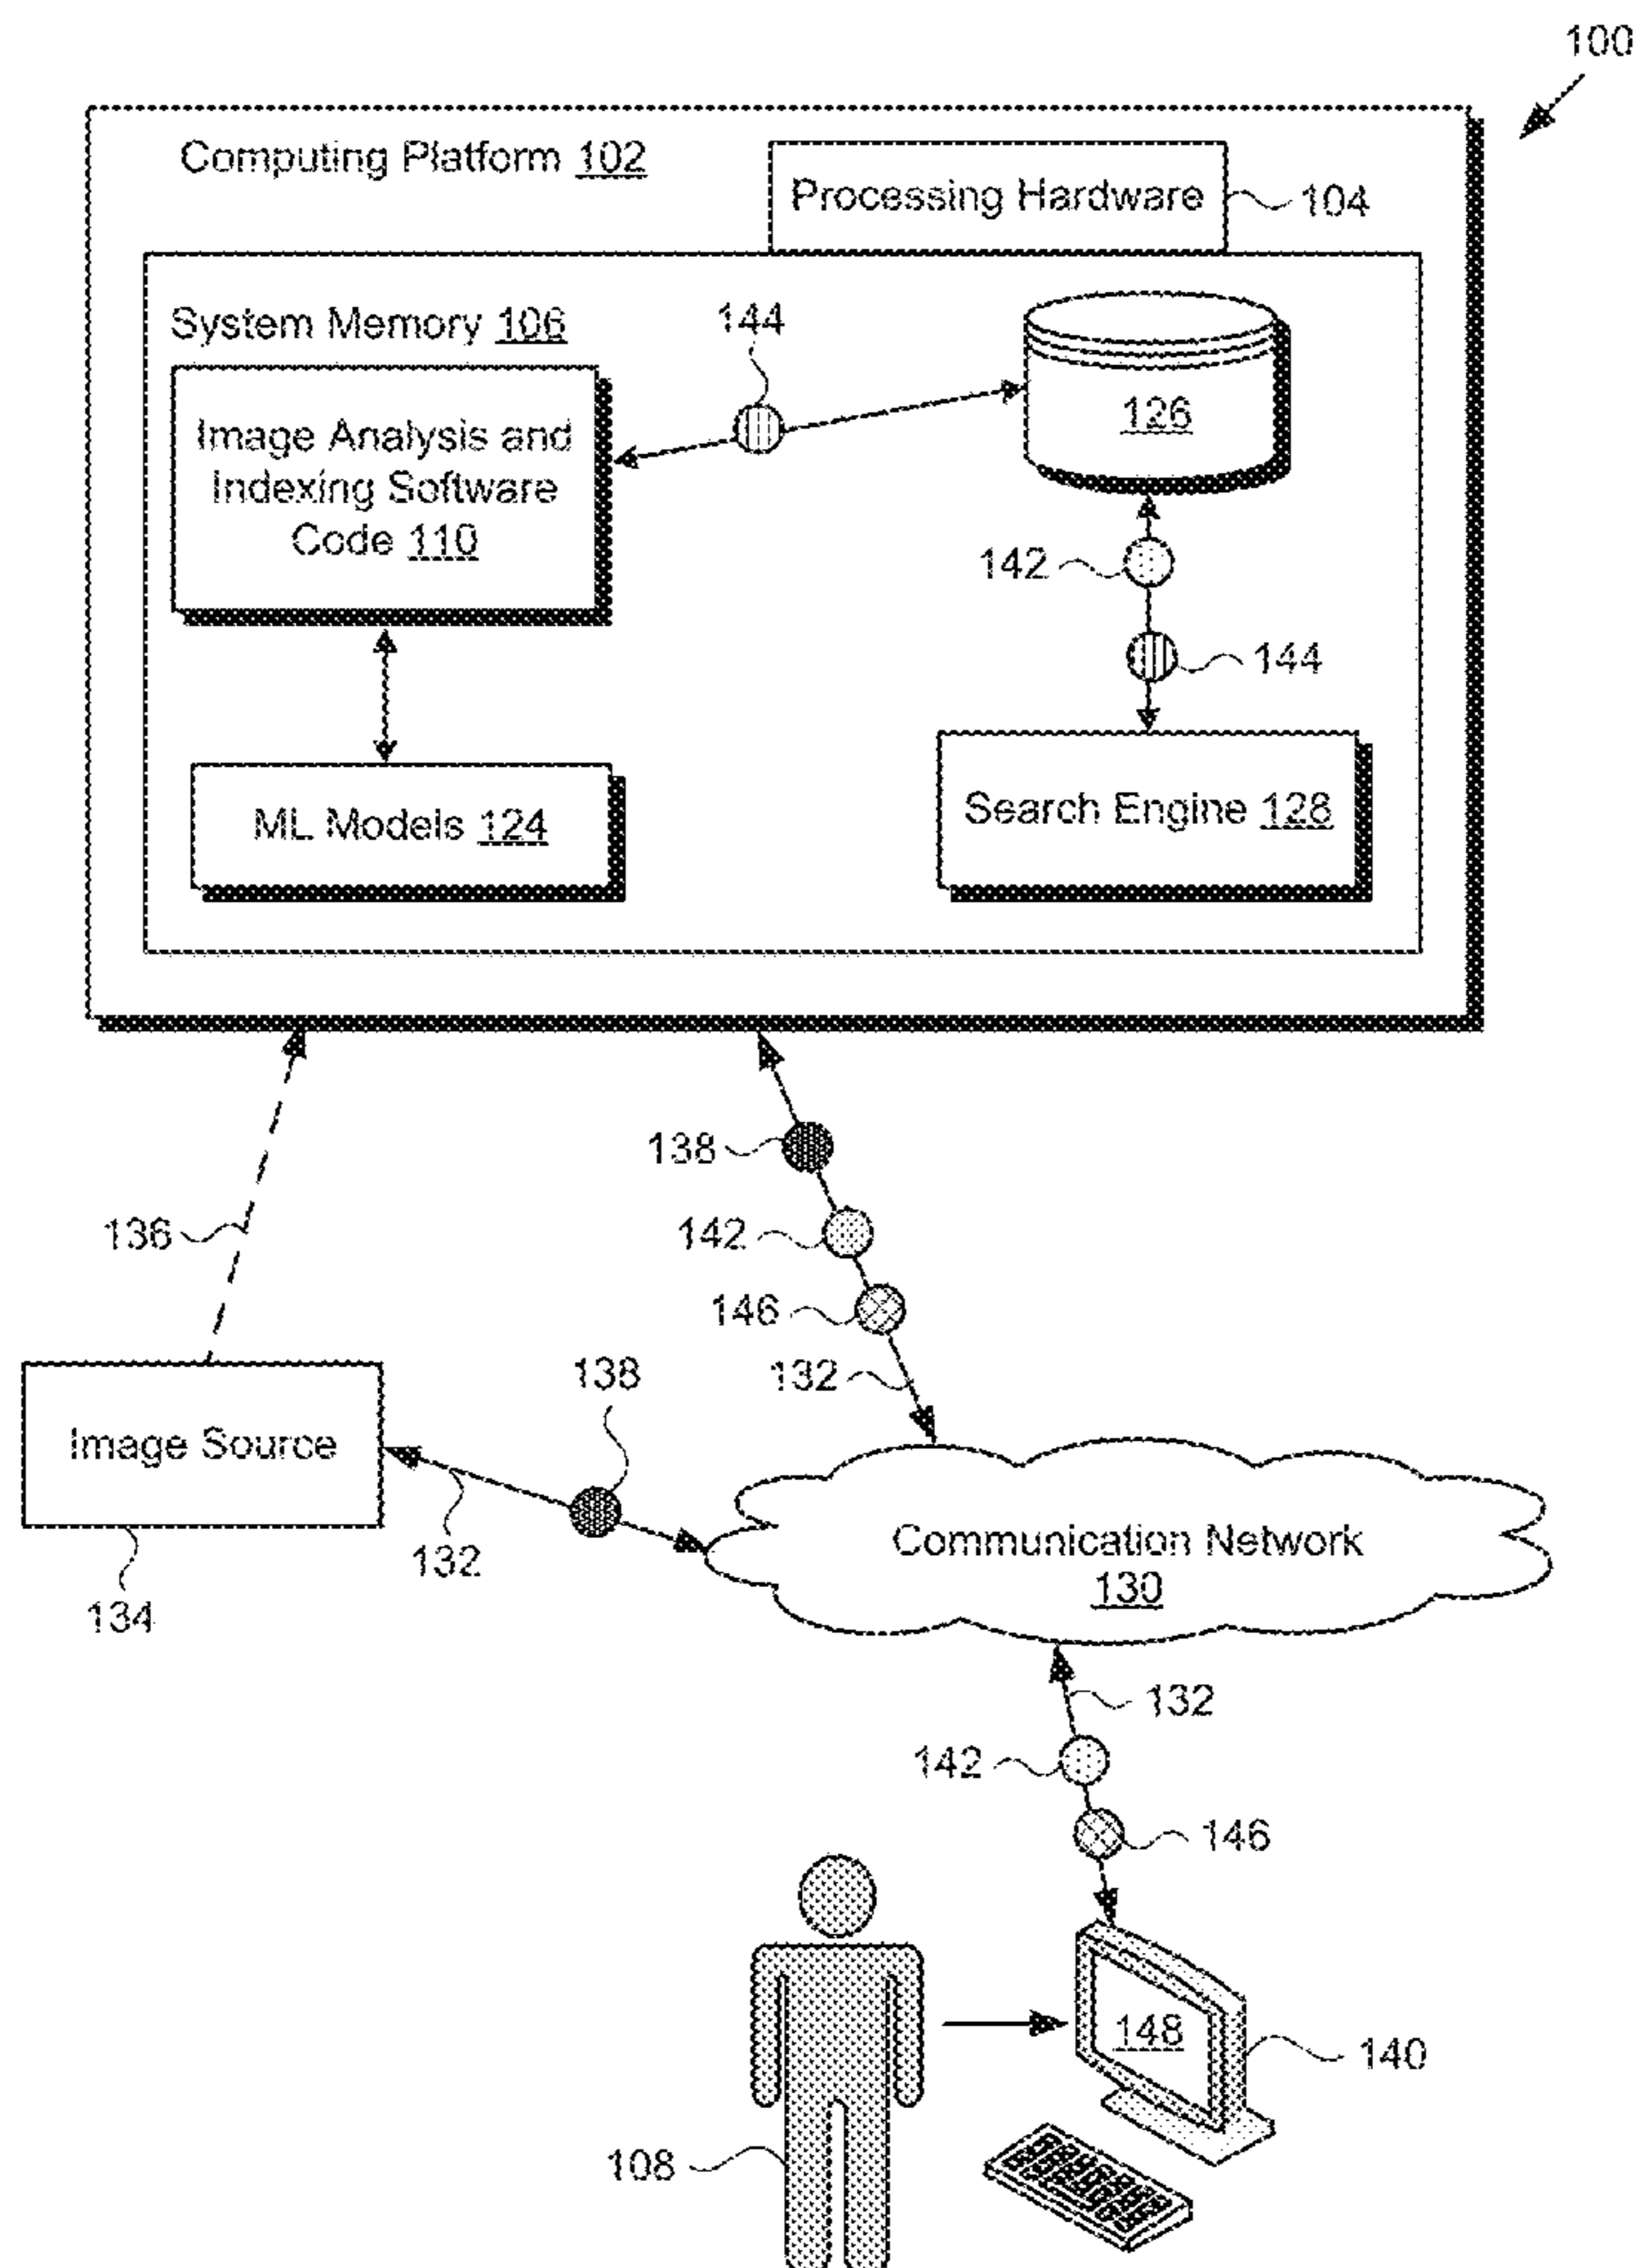 100
Computing Platform 102
Processing Hardware
104
System Memory 106
144
Image Analysis and
Indexing Software
Code 110
126
142
144
ML Models 124
Search Engine 128
138
136
142
146
132
138
Image Source
132
134
Communication Network
130
132
142
146
148
140
108